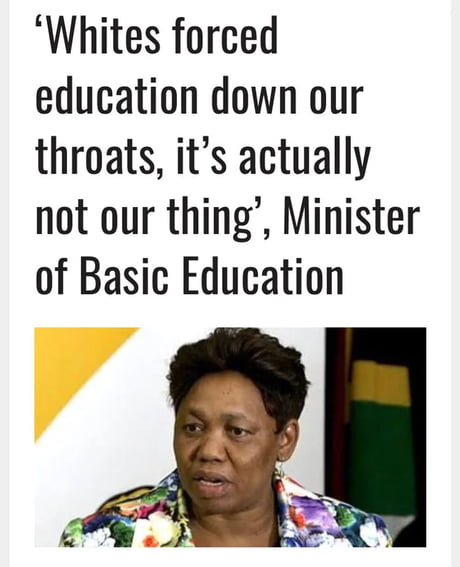 ‘Whites forced
education down our
throats, it’s actually
not our thing’, Minister
of Basic Education